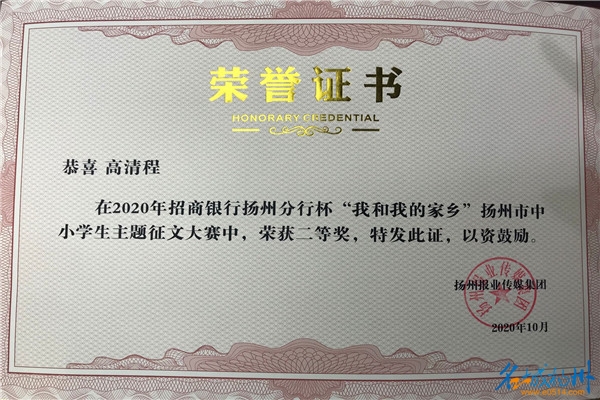 荣誉证书
HONORARY CREDENTIAL
恭喜 高清程
在2020年招商银行扬州分行杯“我和我的家乡”扬州市中
小学生主题征文大赛中，荣获二等奖，特发此证，以资鼓励。
扬州报业传媒集团
2020年10月